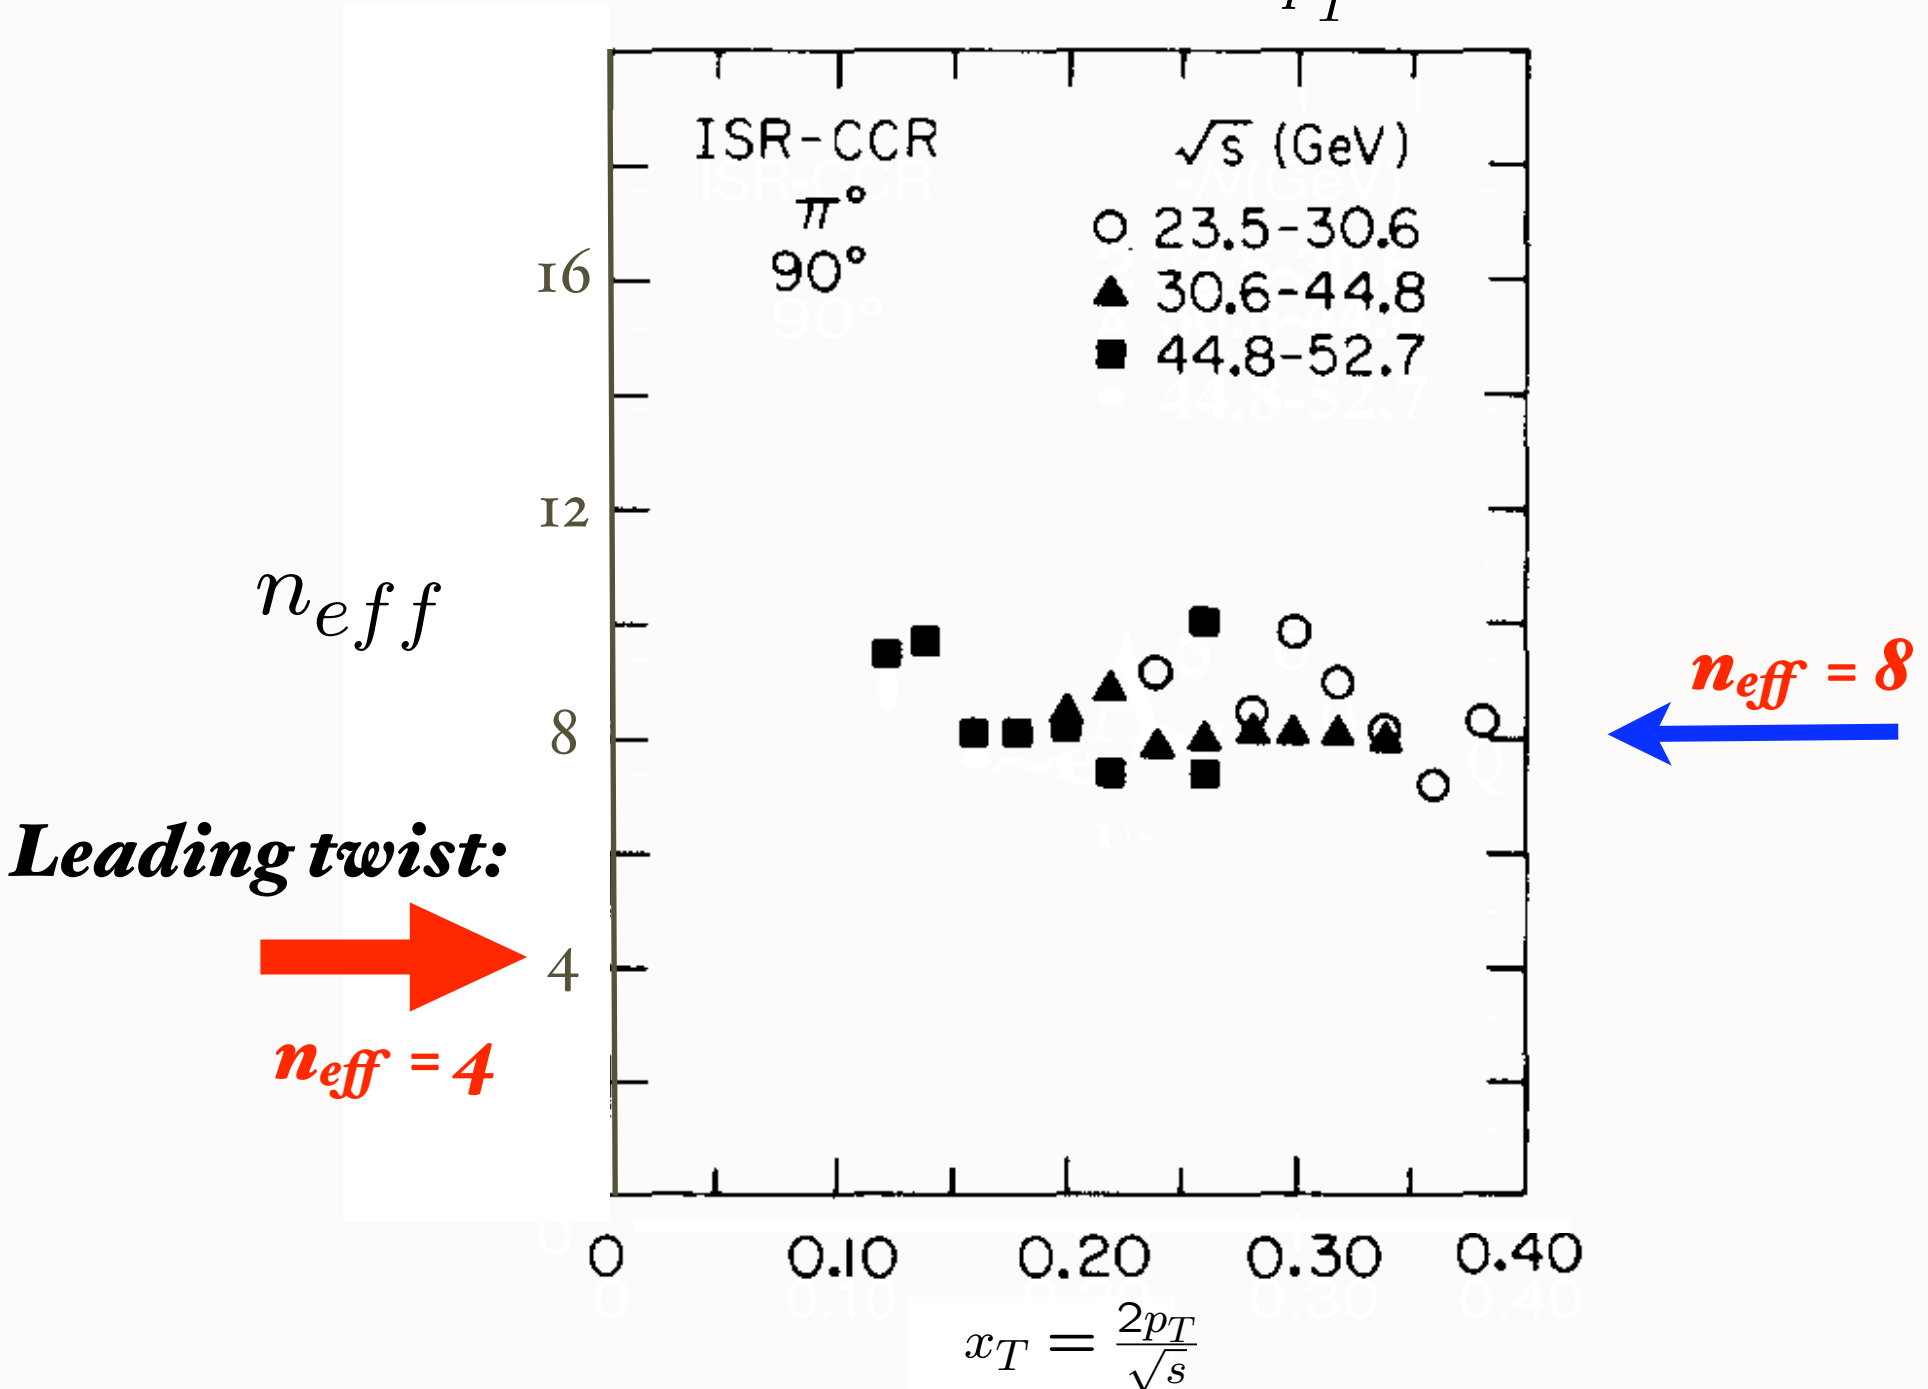 ISR-CCR
π°
90°
√s (GeV)
23.5-30.6
30.6-44.8
44.8-52.7
16
12
8
4
n_eff
n_eff = 8
Leading twist:
n_eff = 4
0 0.10 0.20 0.30 0.40
x_T = 2p_T/√s